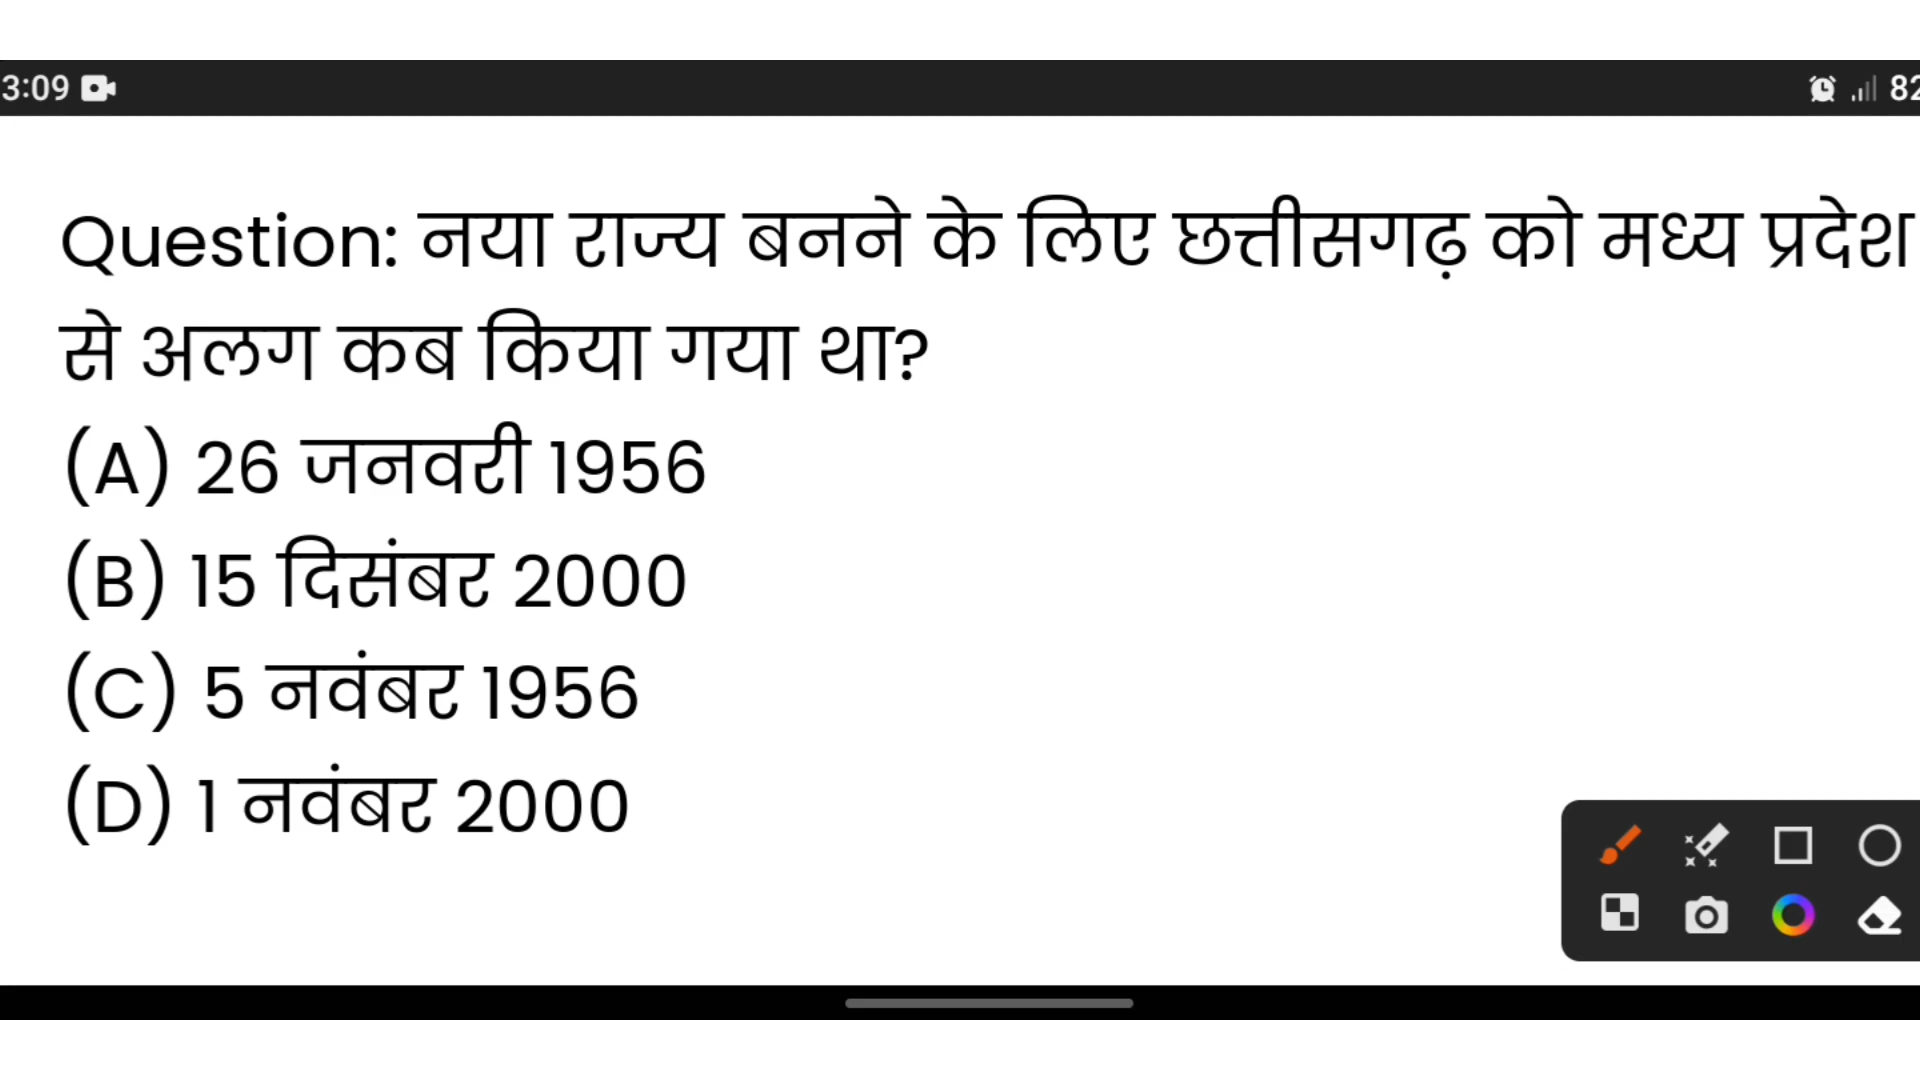 3:09
82
Question: नया राज्य बनने के लिए छत्तीसगढ़ को मध्य प्रदेश
से अलग कब किया गया था?
(A) 26 जनवरी 1956
(B) 15 दिसंबर 2000
(C) 5 नवंबर 1956
(D) 1 नवंबर 2000